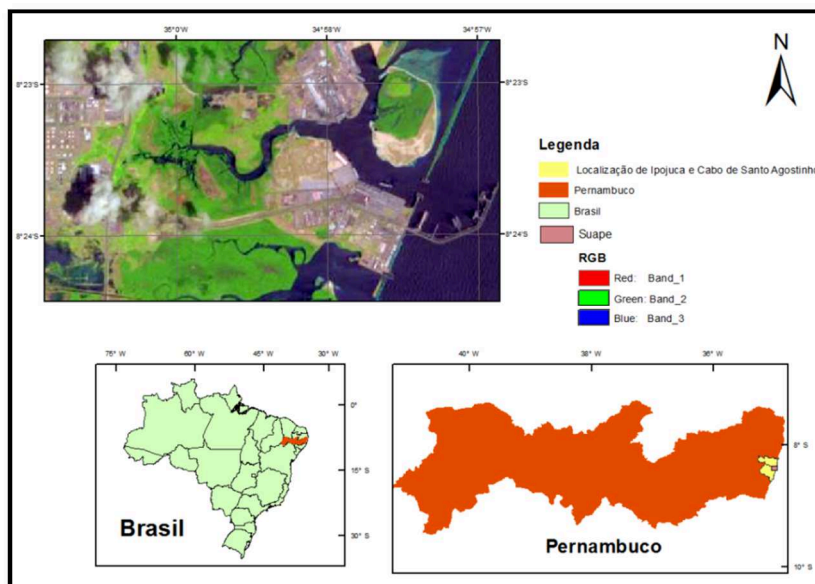 35°0'W 34°58'W 34°57'W
N
8°23'S 8°23'S
8°24'S 8°24'S
Legenda
Localização de Ipojuca e Cabo de Santo Agostinho
Pernambuco
Brasil
Suape
RGB
Red: Band_1
Green: Band_2
Blue: Band_3
75° W 60° W 45° W 30° W
0°
15° S
30° S
Brasil
40° W 38° W 36° W
8° S
10° S
Pernambuco